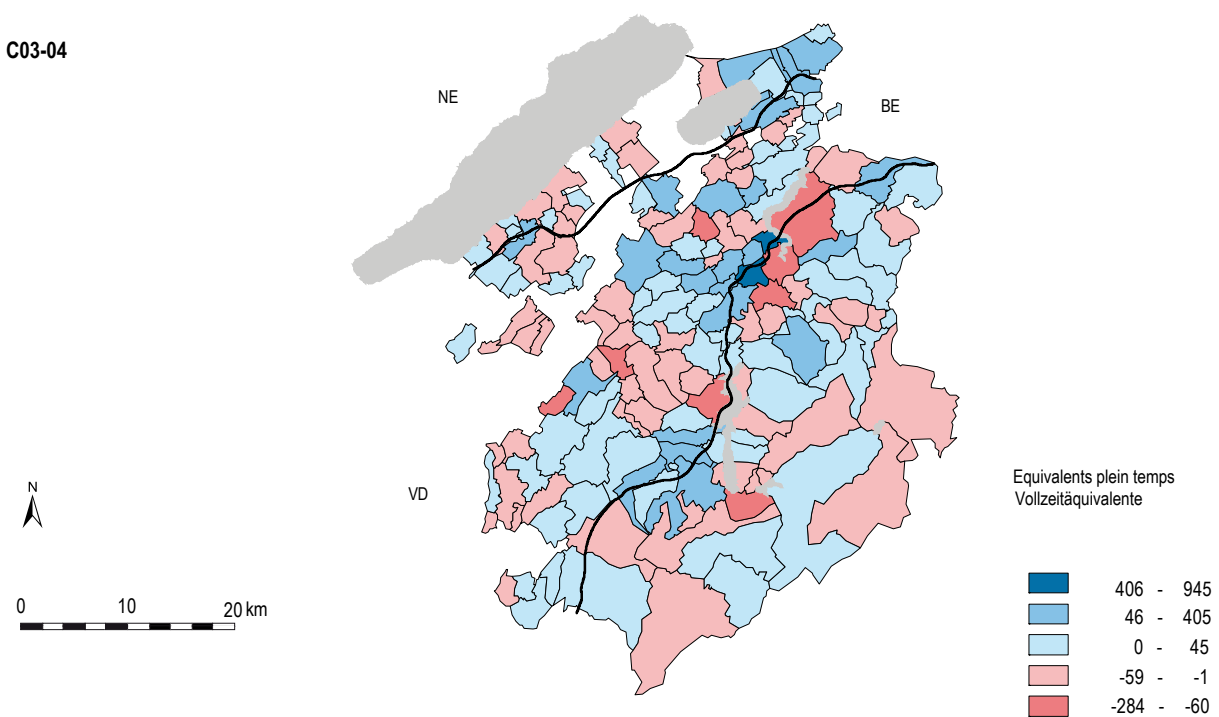 C03-04
NE
BE
VD
N
0 10 20 km
Equivalents plein temps
Vollzeitäquivalente
406 - 945
46 - 405
0 - 45
-59 - -1
-284 - -60